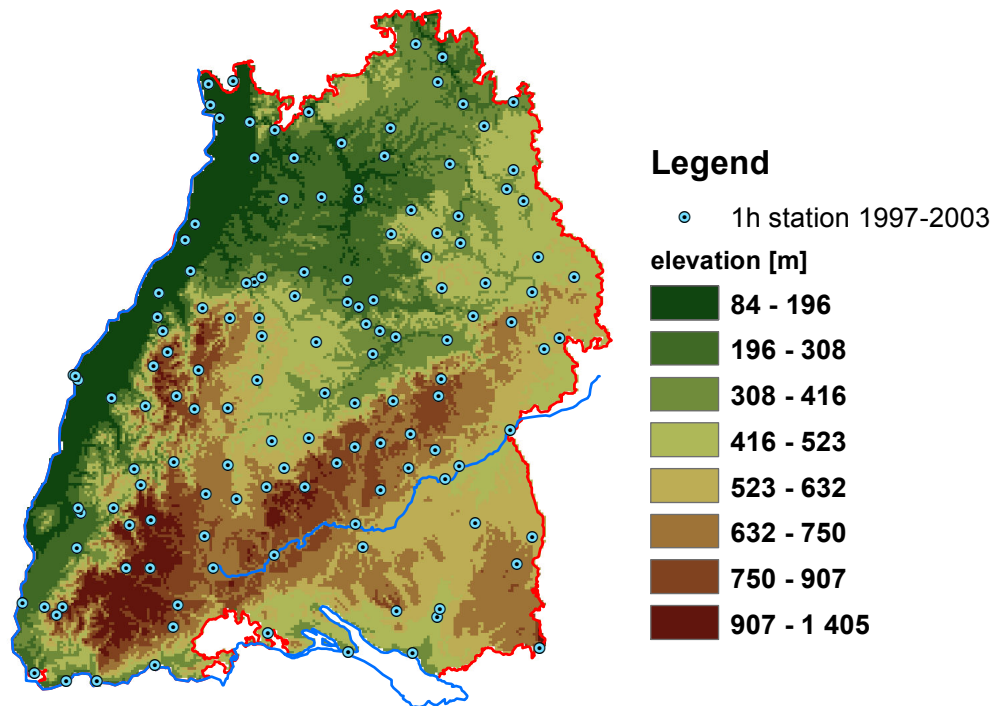 Legend
1h station 1997-2003
elevation [m]
84 - 196
196 - 308
308 - 416
416 - 523
523 - 632
632 - 750
750 - 907
907 - 1 405